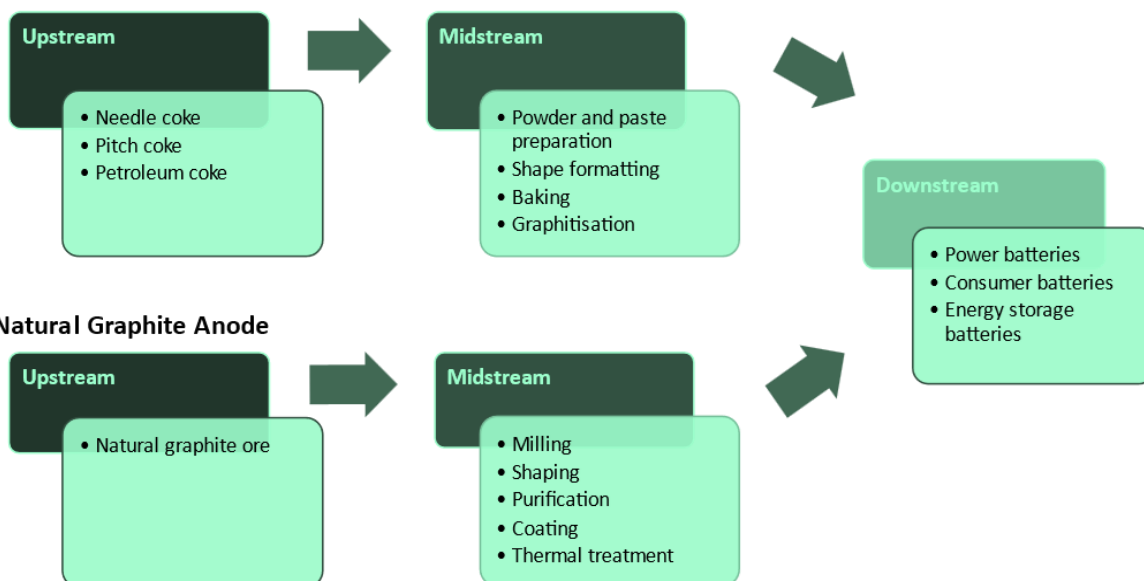 Upstream
• Needle coke
• Pitch coke
• Petroleum coke
Midstream
• Powder and paste
preparation
• Shape formatting
• Baking
• Graphitisation
Downstream
• Power batteries
• Consumer batteries
• Energy storage
batteries
Natural Graphite Anode
Upstream
• Natural graphite ore
Midstream
• Milling
• Shaping
• Purification
• Coating
• Thermal treatment